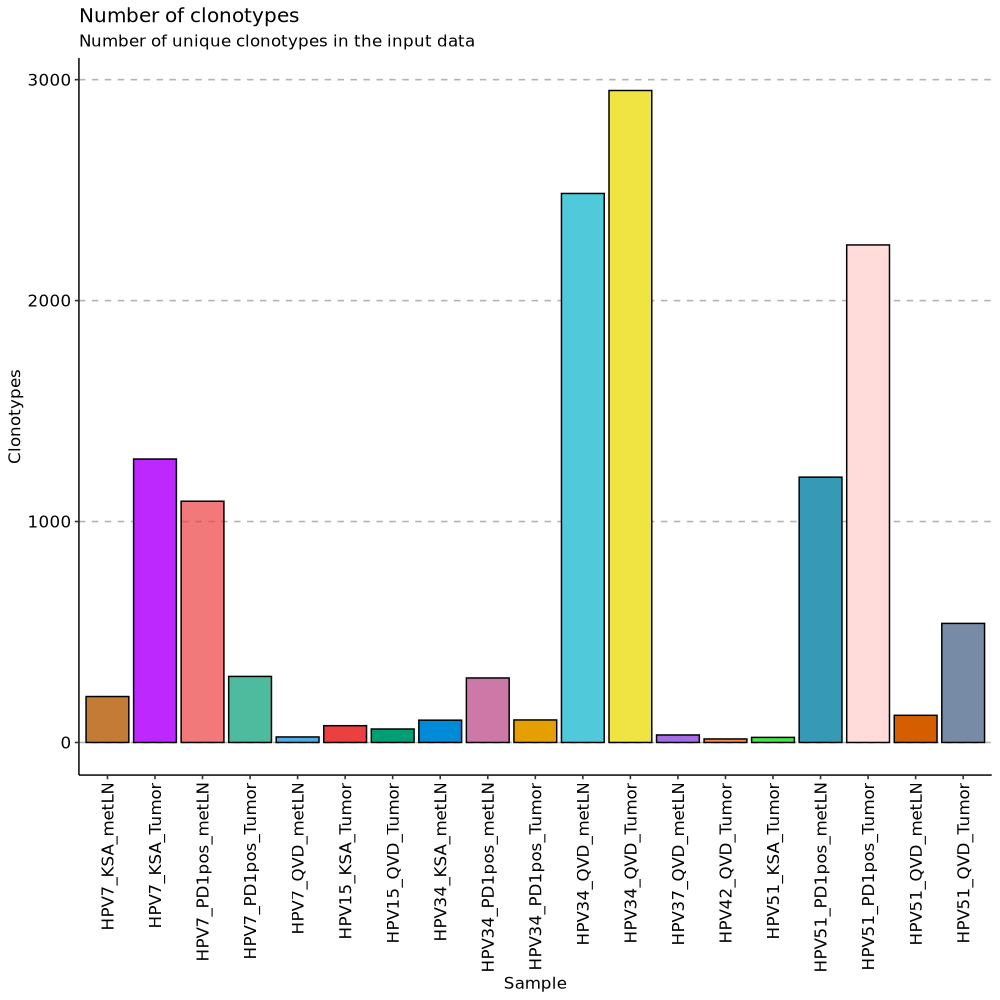 Number of clonotypes
Number of unique clonotypes in the input data
3000
2000
1000
0
Clonotypes
HPV7_KSA_metLN
HPV7_KSA_Tumor
HPV7_PD1pos_metLN
HPV7_PD1pos_Tumor
HPV7_QVD_metLN
HPV15_KSA_Tumor
HPV15_QVD_Tumor
HPV34_KSA_metLN
HPV34_PD1pos_metLN
HPV34_PD1pos_Tumor
HPV34_QVD_metLN
HPV34_QVD_Tumor
HPV37_QVD_metLN
HPV42_QVD_Tumor
HPV51_KSA_Tumor
HPV51_PD1pos_metLN
HPV51_PD1pos_Tumor
HPV51_QVD_metLN
HPV51_QVD_Tumor
Sample